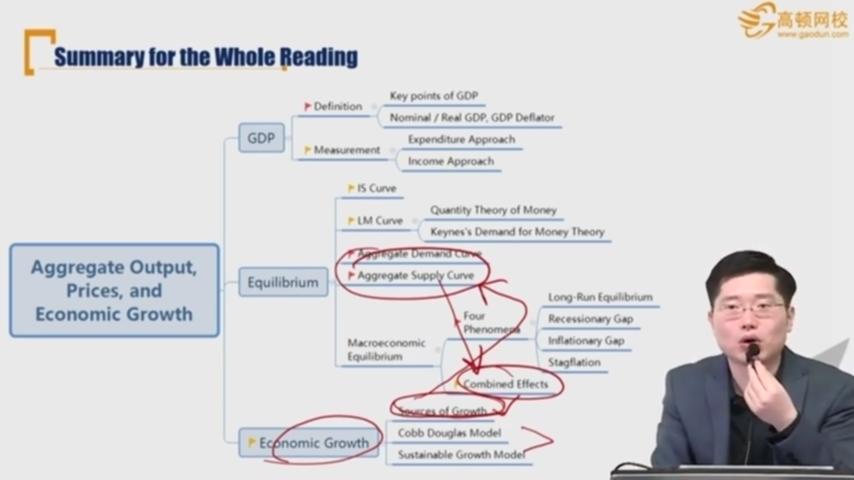 高顿网校
www.gaodun.com
Summary for the Whole Reading
Key points of GDP
Definition
Nominal / Real GDP, GDP Deflator
GDP
Expenditure Approach
Measurement
Income Approach
IS Curve
Quantity Theory of Money
LM Curve
Keynes's Demand for Money Theory
Aggregate Demand Curve
Aggregate Output,
Prices, and
Economic Growth
Equilibrium
Aggregate Supply Curve
Long-Run Equilibrium
Four
Phenomena
Recessionary Gap
Macroeconomic
Equilibrium
Inflationary Gap
Stagflation
Combined Effects
Sources of Growth
Economic Growth
Cobb Douglas Model
Sustainable Growth Model